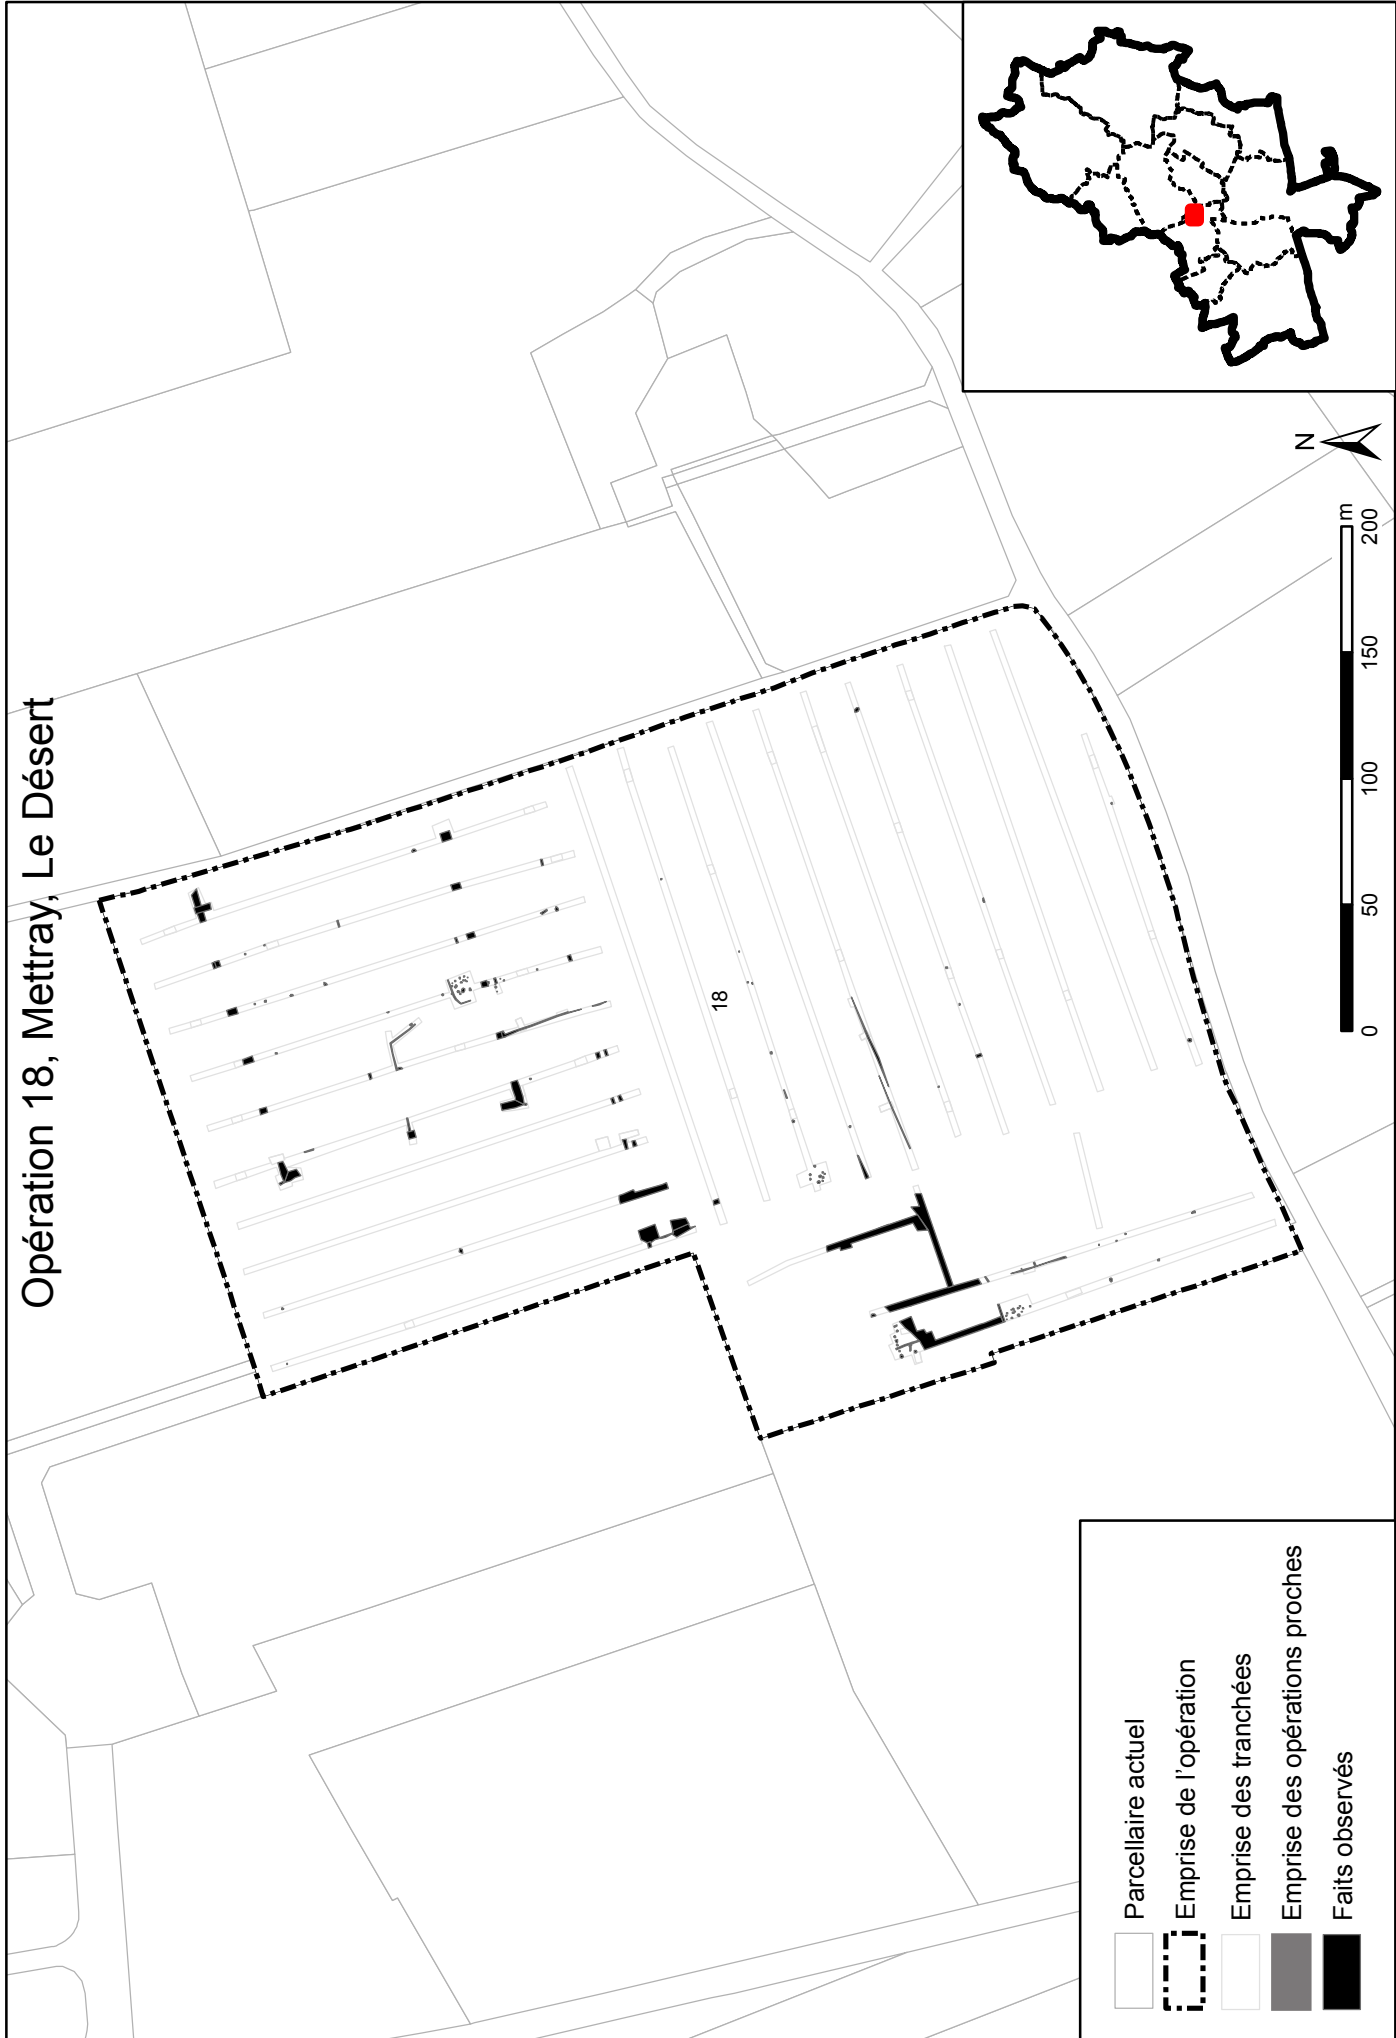 Opération 18, Mettray, Le Désert
18
N
0 50 100 150 200
m
Parcellaire actuel
Emprise de l'opération
Emprise des tranchées
Emprise des opérations proches
Faits observés